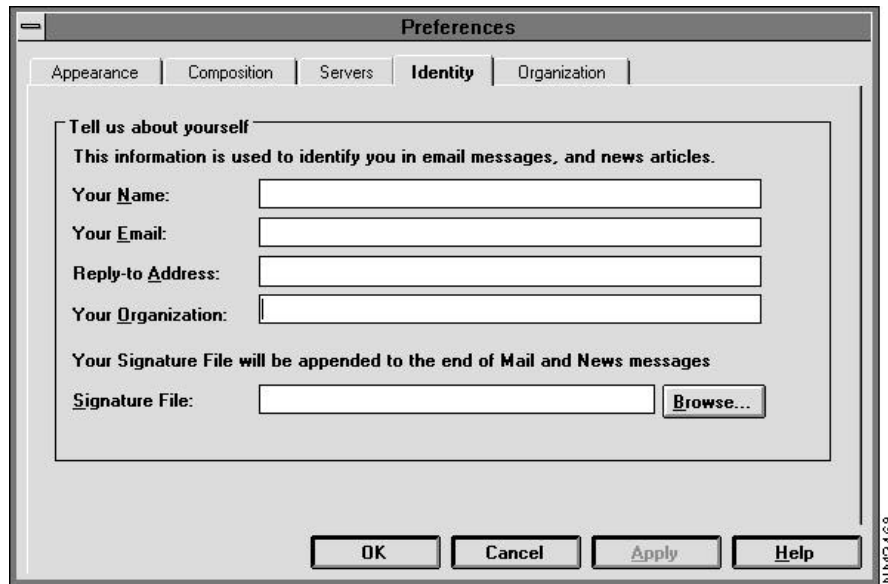 Preferences
Appearance Composition Servers Identity Organization
Tell us about yourself
This information is used to identify you in email messages, and news articles.
Your Name:
Your Email:
Reply-to Address:
Your Organization:
Your Signature File will be appended to the end of Mail and News messages
Signature File: Browse...
OK Cancel Apply Help